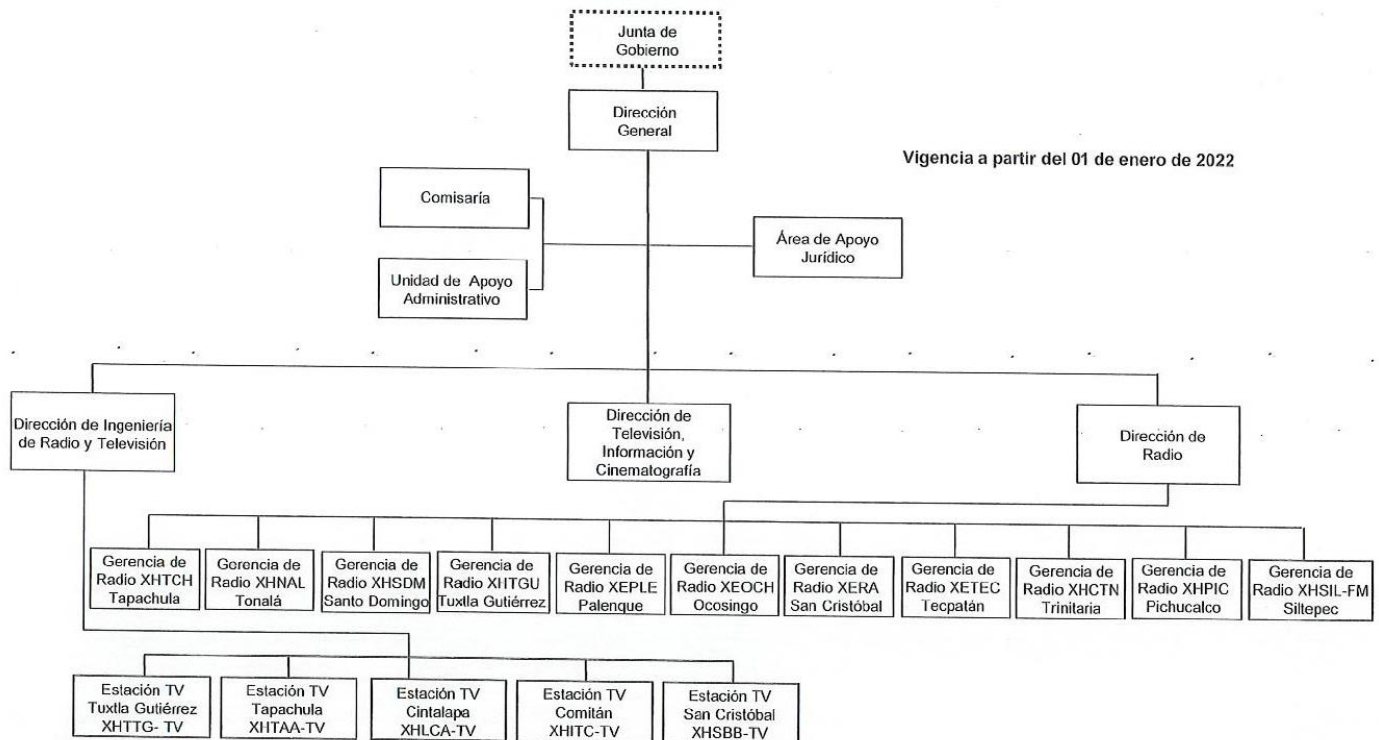 Junta de
Gobierno
Dirección
General
Vigencia a partir del 01 de enero de 2022
Comisaría
Área de Apoyo
Jurídico
Unidad de Apoyo
Administrativo
Dirección de Ingeniería
de Radio y Televisión
Dirección de
Televisión,
Información y
Cinematografía
Dirección de
Radio
Gerencia de
Radio XHTCH
Tapachula
Gerencia de
Radio XHNAL
Tonalá
Gerencia de
Radio XHSDM
Santo Domingo
Gerencia de
Radio XHTGU
Tuxtla Gutiérrez
Gerencia de
Radio XEPLE
Palenque
Gerencia de
Radio XEOCH
Ocosingo
Gerencia de
Radio XERA
San Cristóbal
Gerencia de
Radio XETEC
Tecpatán
Gerencia de
Radio XHCTN
Trinitaria
Gerencia de
Radio XHPIC
Pichucalco
Gerencia de
Radio XHSIL-FM
Siltepec
Estación TV
Tuxtla Gutiérrez
XHTTG- TV
Estación TV
Tapachula
XHTAA-TV
Estación TV
Cintalapa
XHLCA-TV
Estación TV
Comitán
XHITC-TV
Estación TV
San Cristóbal
XHSBB-TV